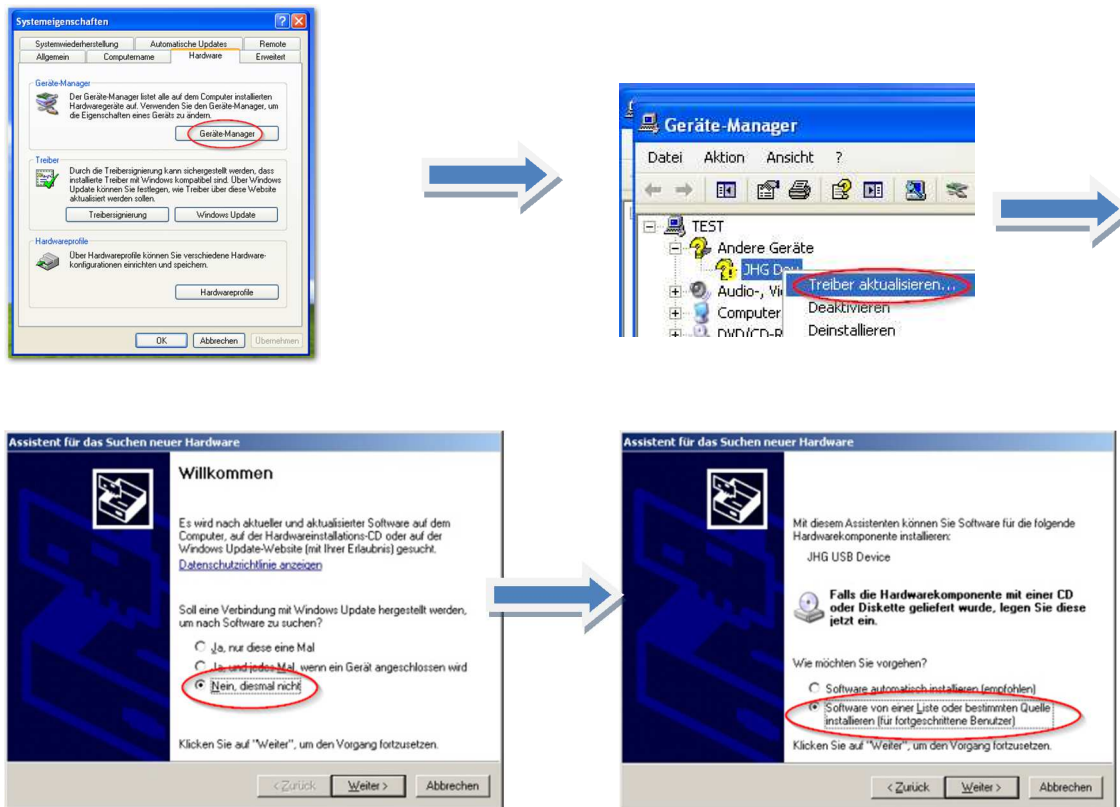 Systemeigenschaften
Systemwiederherstellung Automatische Updates Remote
Allgemein Computername Hardware Erweitert
Geräte-Manager
Der Geräte-Manager listet alle auf dem Computer installierten
Hardwaregeräte auf. Verwenden Sie den Geräte-Manager, um
die Eigenschaften eines Geräts zu ändern.
Geräte-Manager
Treiber
Durch die Treibersignierung kann sichergestellt werden, dass
installierte Treiber mit Windows kompatibel sind. Über Windows
Update können Sie festlegen, wie Treiber über diese Website
aktualisiert werden sollen.
Treibersignierung Windows Update
Hardwareprofile
Über Hardwareprofile können Sie verschiedene Hardware-
konfigurationen einrichten und speichern.
Hardwareprofile
OK Abbrechen Übernehmen
Geräte-Manager
Datei Aktion Ansicht ?
TEST
Andere Geräte
JHG
Treiber aktualisieren...
Audio-,
Deaktivieren
Computer
Deinstallieren
DVD/CD-R
Assistent für das Suchen neuer Hardware
Willkommen
Es wird nach aktueller und aktualisierter Software auf dem
Computer, auf der Hardwareinstallations-CD oder auf der
Windows Update-Website (mit Ihrer Erlaubnis) gesucht.
Datenschutzrichtlinie anzeigen
Soll eine Verbindung mit Windows Update hergestellt werden,
um nach Software zu suchen?
Ja, nur diese eine Mal
Ja, und jedes Mal, wenn ein Gerät angeschlossen wird
Nein, diesmal nicht
Klicken Sie auf "Weiter", um den Vorgang fortzusetzen.
< Zurück Weiter > Abbrechen
Assistent für das Suchen neuer Hardware
Mit diesem Assistenten können Sie Software für die folgende
Hardwarekomponente installieren:
JHG USB Device
Falls die Hardwarekomponente mit einer CD
oder Diskette geliefert wurde, legen Sie diese
jetzt ein.
Wie möchten Sie vorgehen?
Software automatisch installieren (empfohlen)
Software von einer Liste oder bestimmten Quelle
installieren (für fortgeschrittene Benutzer)
Klicken Sie auf "Weiter", um den Vorgang fortzusetzen.
< Zurück Weiter > Abbrechen